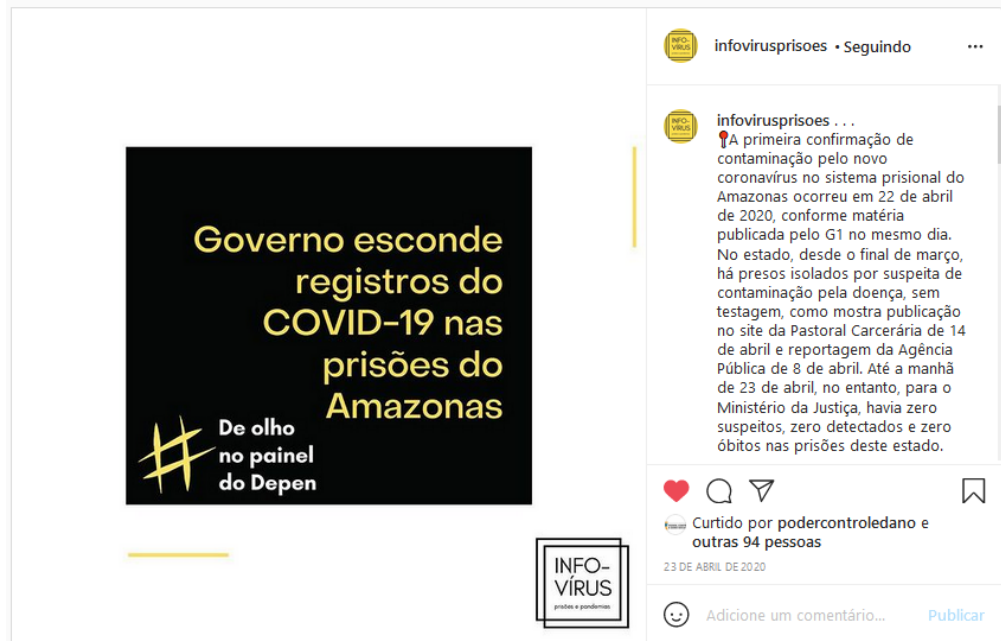 Governo esconde
registros do
COVID-19 nas
prisões do
Amazonas
# De olho
no painel
do Depen
INFO-
VÍRUS
prisões e pandemias
INFO-
VÍRUS
infovirusprisoes • Seguindo
INFO-
VÍRUS
infovirusprisoes . . .
A primeira confirmação de
contaminação pelo novo
coronavírus no sistema prisional do
Amazonas ocorreu em 22 de abril
de 2020, conforme matéria
publicada pelo G1 no mesmo dia.
No estado, desde o final de março,
há presos isolados por suspeita de
contaminação pela doença, sem
testagem, como mostra publicação
no site da Pastoral Carcerária de 14
de abril e reportagem da Agência
Pública de 8 de abril. Até a manhã
de 23 de abril, no entanto, para o
Ministério da Justiça, havia zero
suspeitos, zero detectados e zero
óbitos nas prisões deste estado.
Curtido por podercontroledano e
outras 94 pessoas
23 DE ABRIL DE 2020
Adicione um comentário... Publicar